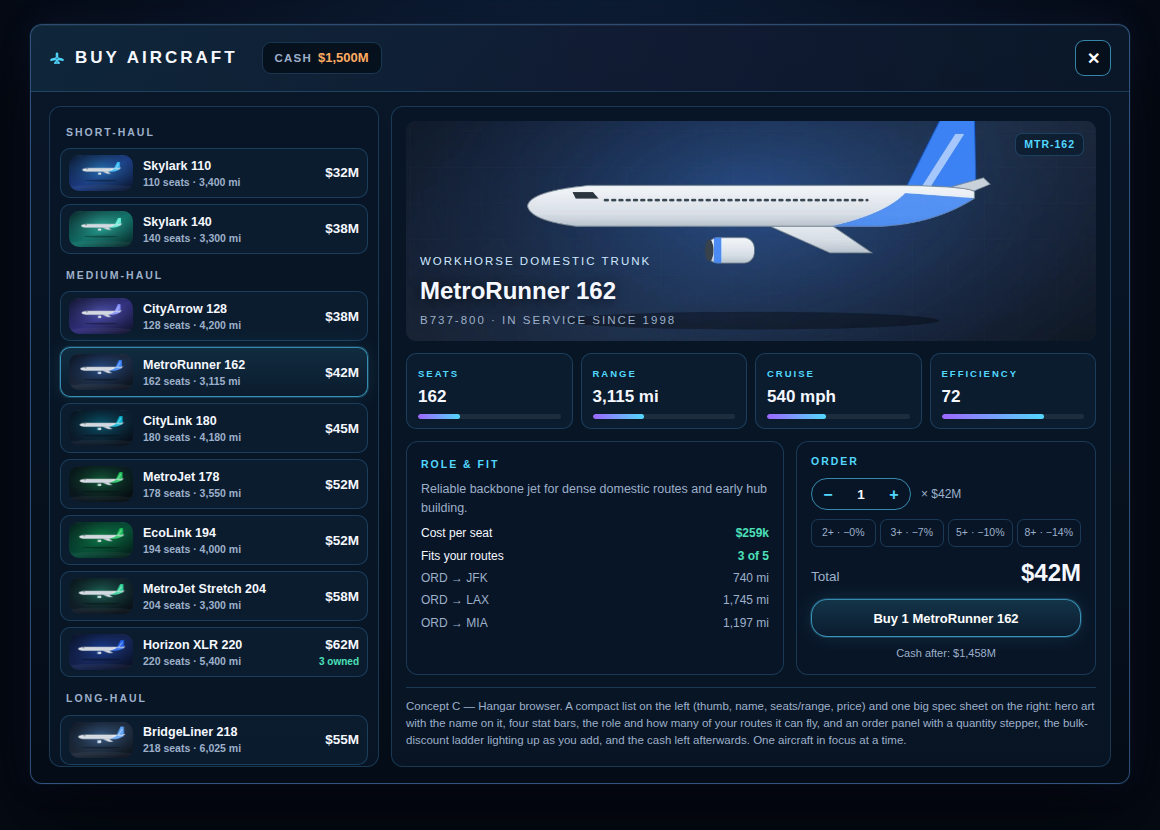 BUY AIRCRAFT
CASH $1,500M
✕
SHORT-HAUL
Skylark 110
110 seats · 3,400 mi
$32M
Skylark 140
140 seats · 3,300 mi
$38M
MEDIUM-HAUL
CityArrow 128
128 seats · 4,200 mi
$38M
MetroRunner 162
162 seats · 3,115 mi
$42M
CityLink 180
180 seats · 4,180 mi
$45M
MetroJet 178
178 seats · 3,550 mi
$52M
EcoLink 194
194 seats · 4,000 mi
$52M
MetroJet Stretch 204
204 seats · 3,300 mi
$58M
Horizon XLR 220
220 seats · 5,400 mi
$62M
3 owned
LONG-HAUL
BridgeLiner 218
218 seats · 6,025 mi
$55M
MTR-162
WORKHORSE DOMESTIC TRUNK
MetroRunner 162
B737-800 · IN SERVICE SINCE 1998
SEATS
162
RANGE
3,115 mi
CRUISE
540 mph
EFFICIENCY
72
ROLE & FIT
Reliable backbone jet for dense domestic routes and early hub
building.
Cost per seat $259k
Fits your routes 3 of 5
ORD → JFK 740 mi
ORD → LAX 1,745 mi
ORD → MIA 1,197 mi
ORDER
− 1 + × $42M
2+ · −0% 3+ · −7% 5+ · −10% 8+ · −14%
Total $42M
Buy 1 MetroRunner 162
Cash after: $1,458M
Concept C — Hangar browser. A compact list on the left (thumb, name, seats/range, price) and one big spec sheet on the right: hero art
with the name on it, four stat bars, the role and how many of your routes it can fly, and an order panel with a quantity stepper, the bulk-
discount ladder lighting up as you add, and the cash left afterwards. One aircraft in focus at a time.